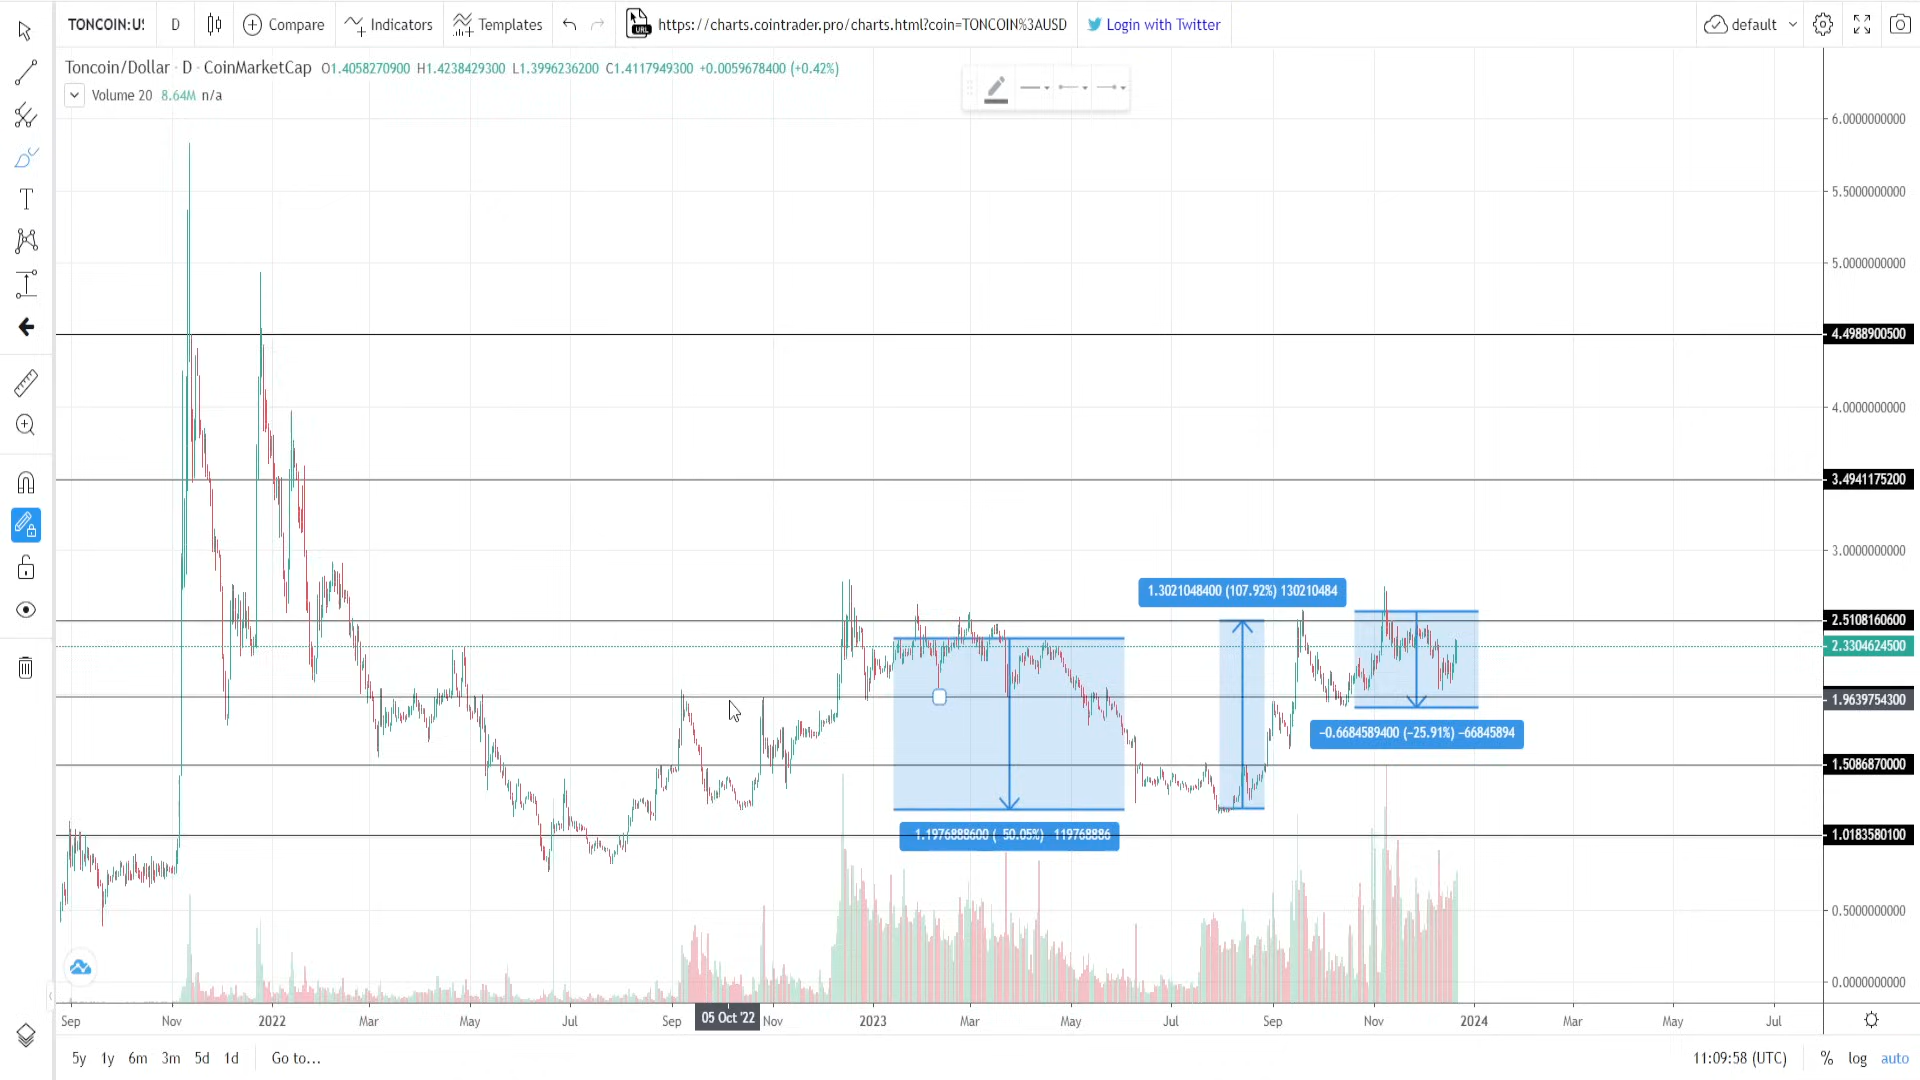 TONCOIN:U: D Compare Indicators Templates URL https://charts.cointrader.pro/charts.html?coin=TONCOIN%3AUSD Login with Twitter default
Toncoin/Dollar · D · CoinMarketCap O1.4058270900 H1.4238429300 L1.3996236200 C1.4117949300 +0.0059678400 (+0.42%)
Volume 20 8.64M n/a
6.0000000000
5.5000000000
5.0000000000
4.4988900500
4.0000000000
3.4941175200
3.0000000000
1.3021048400 (107.92%) 130210484
2.5108160600
2.3304624500
1.9639754300
-0.6684589400 (-25.91%) -66845894
1.5086870000
1.1976888600 ( 50.05%) 119768886
1.0183580100
0.5000000000
0.0000000000
Sep Nov 2022 Mar May Jul Sep 05 Oct '22 Nov 2023 Mar May Jul Sep Nov 2024 Mar May Jul
5y 1y 6m 3m 5d 1d Go to... 11:09:58 (UTC) % log auto